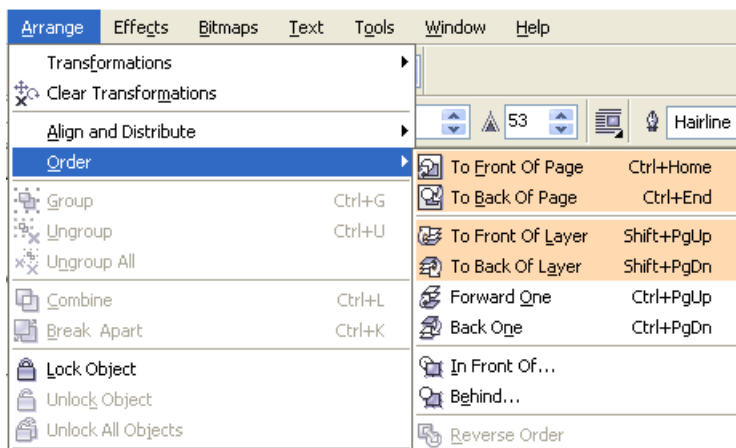 Arrange Effects Bitmaps Text Tools Window Help
Transformations
Clear Transformations
53 Hairline
Align and Distribute
Order
To Front Of Page Ctrl+Home
Group Ctrl+G
To Back Of Page Ctrl+End
Ungroup Ctrl+U
To Front Of Layer Shift+PgUp
Ungroup All
To Back Of Layer Shift+PgDn
Combine Ctrl+L
Forward One Ctrl+PgUp
Break Apart Ctrl+K
Back One Ctrl+PgDn
Lock Object
In Front Of...
Unlock Object
Behind...
Unlock All Objects
Reverse Order